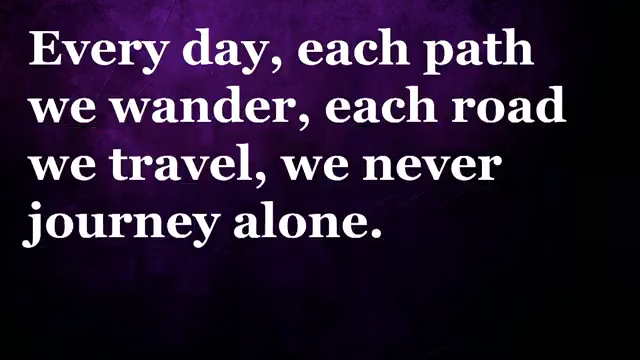 Every day, each path
we wander, each road
we travel, we never
journey alone.